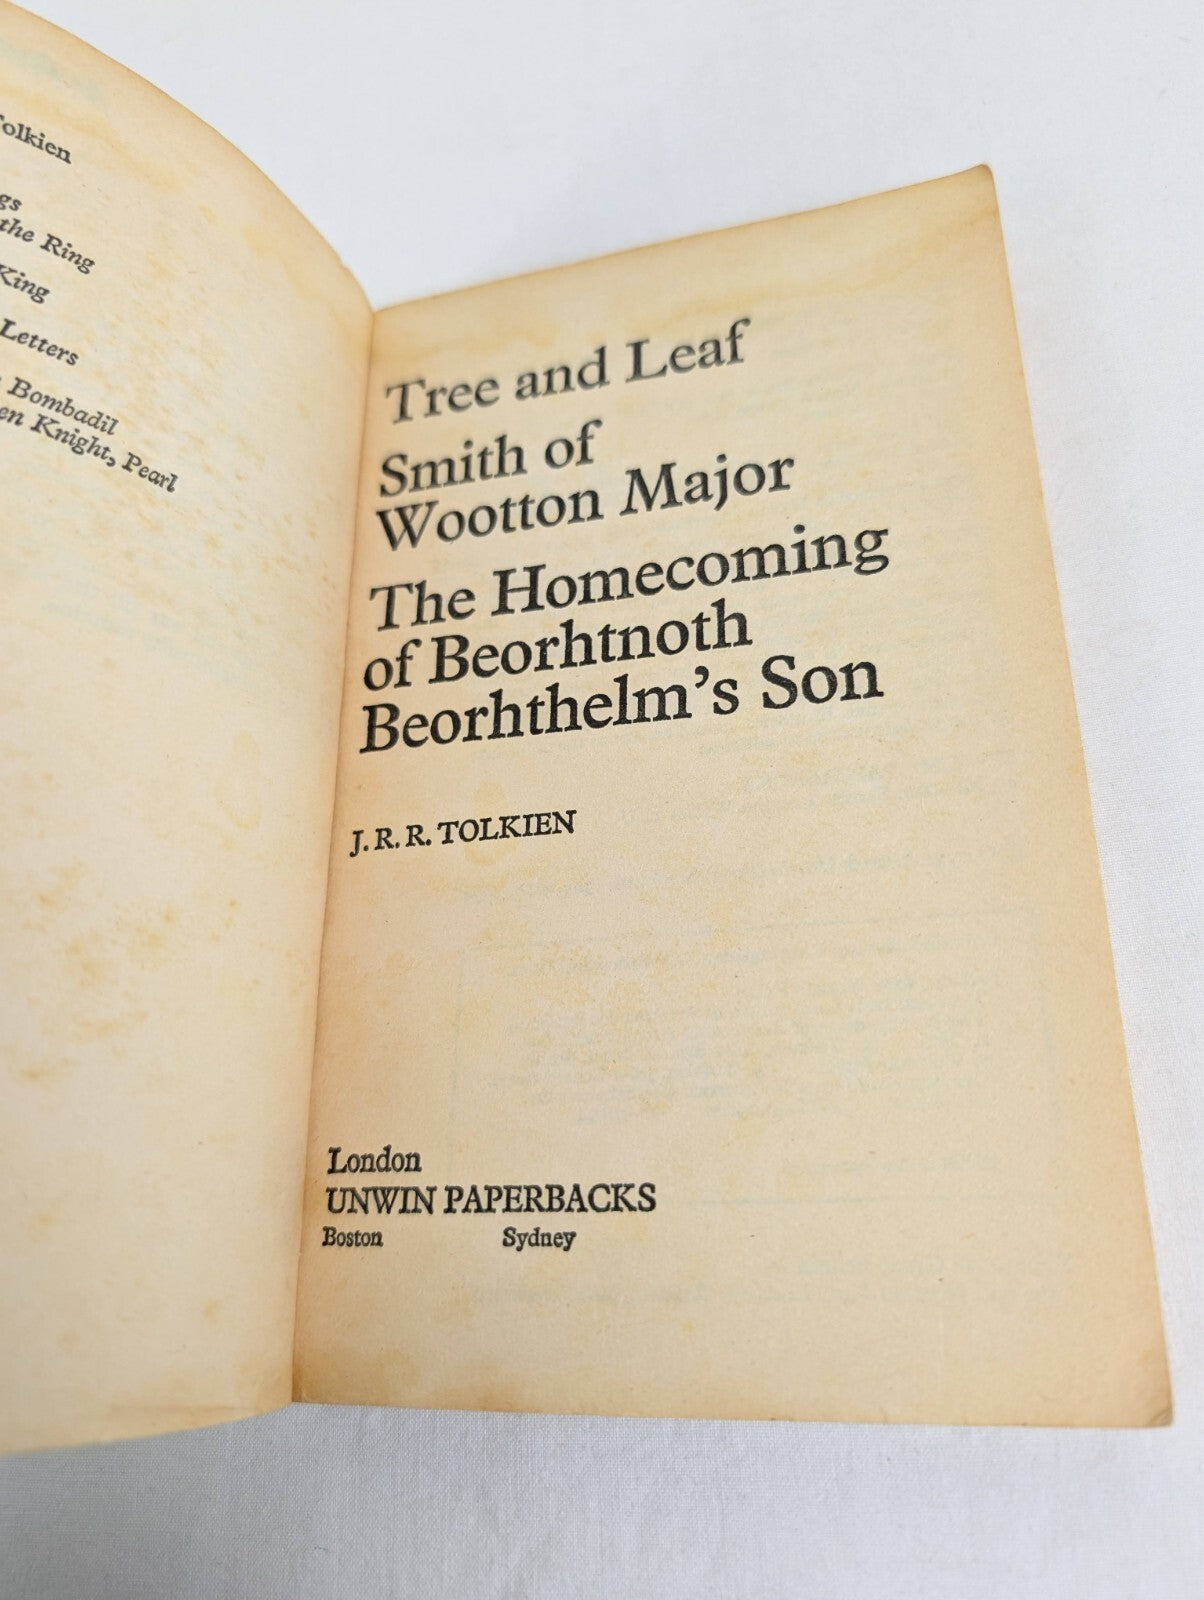 Tolkien
gs
the Ring
King
Letters
Bombadil
en Knight, Pearl
Tree and Leaf
Smith of
Wootton Major
The Homecoming
of Beorhtnoth
Beorhthelm's Son
J. R. R. TOLKIEN
London
UNWIN PAPERBACKS
Boston Sydney